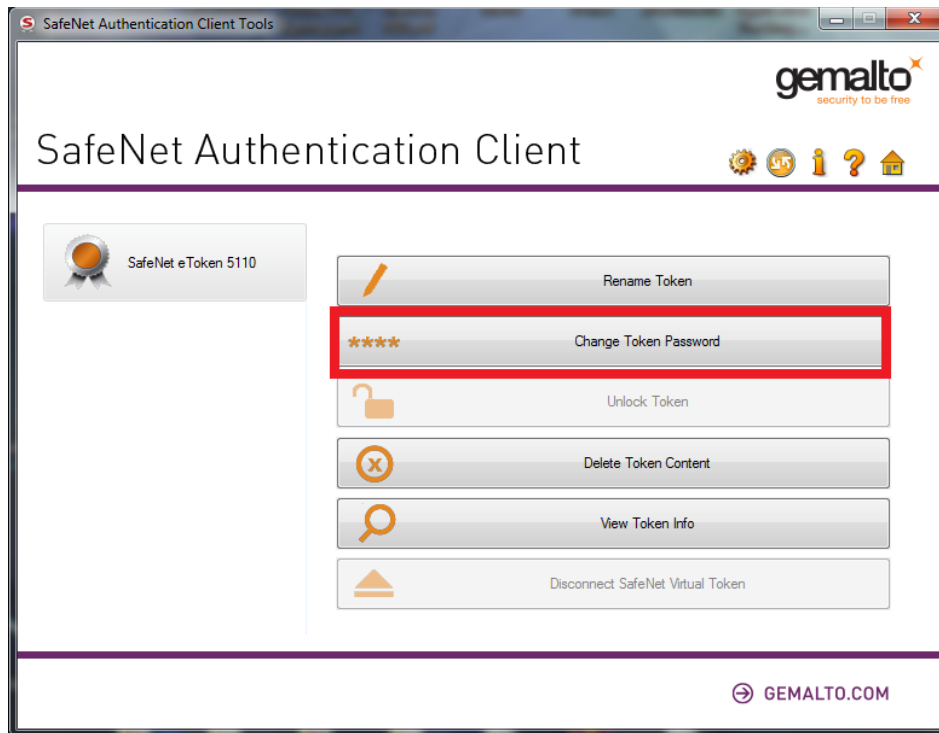 SafeNet Authentication Client Tools
gemalto
security to be free
SafeNet Authentication Client
SafeNet eToken 5110
Rename Token
**** Change Token Password
Unlock Token
Delete Token Content
View Token Info
Disconnect SafeNet Virtual Token
GEMALTO.COM